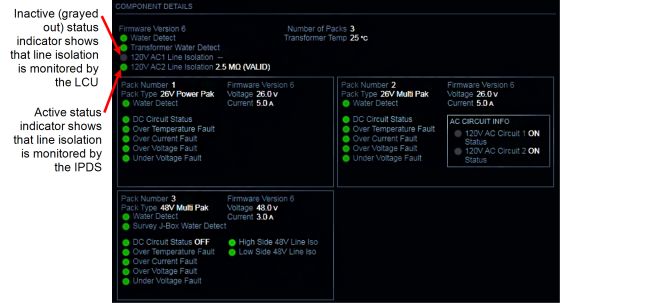 Inactive (grayed
out) status
indicator shows
that line isolation
is monitored by
the LCU
Active status
indicator shows
that line isolation
is monitored by
the IPDS
COMPONENT DETAILS
Firmware Version 6
Number of Packs 3
Water Detect
Transformer Temp 25 °C
Transformer Water Detect
120V AC1 Line Isolation --
120V AC2 Line Isolation 2.5 MΩ (VALID)
Pack Number 1
Firmware Version 6
Pack Type 26V Power Pak
Voltage 26.0 v
Water Detect
Current 5.0 A
DC Circuit Status
Over Temperature Fault
Over Current Fault
Over Voltage Fault
Under Voltage Fault
Pack Number 2
Firmware Version 6
Pack Type 26V Multi Pak
Voltage 26.0 v
Water Detect
Current 5.0 A
DC Circuit Status
Over Temperature Fault
Over Current Fault
Over Voltage Fault
Under Voltage Fault
AC CIRCUIT INFO
120V AC Circuit 1 ON
Status
120V AC Circuit 2 ON
Status
Pack Number 3
Firmware Version 6
Pack Type 48V Multi Pak
Voltage 48.0 v
Water Detect
Current 3.0 A
Survey J-Box Water Detect
DC Circuit Status OFF
High Side 48V Line Iso
Over Temperature Fault
Low Side 48V Line Iso
Over Current Fault
Over Voltage Fault
Under Voltage Fault